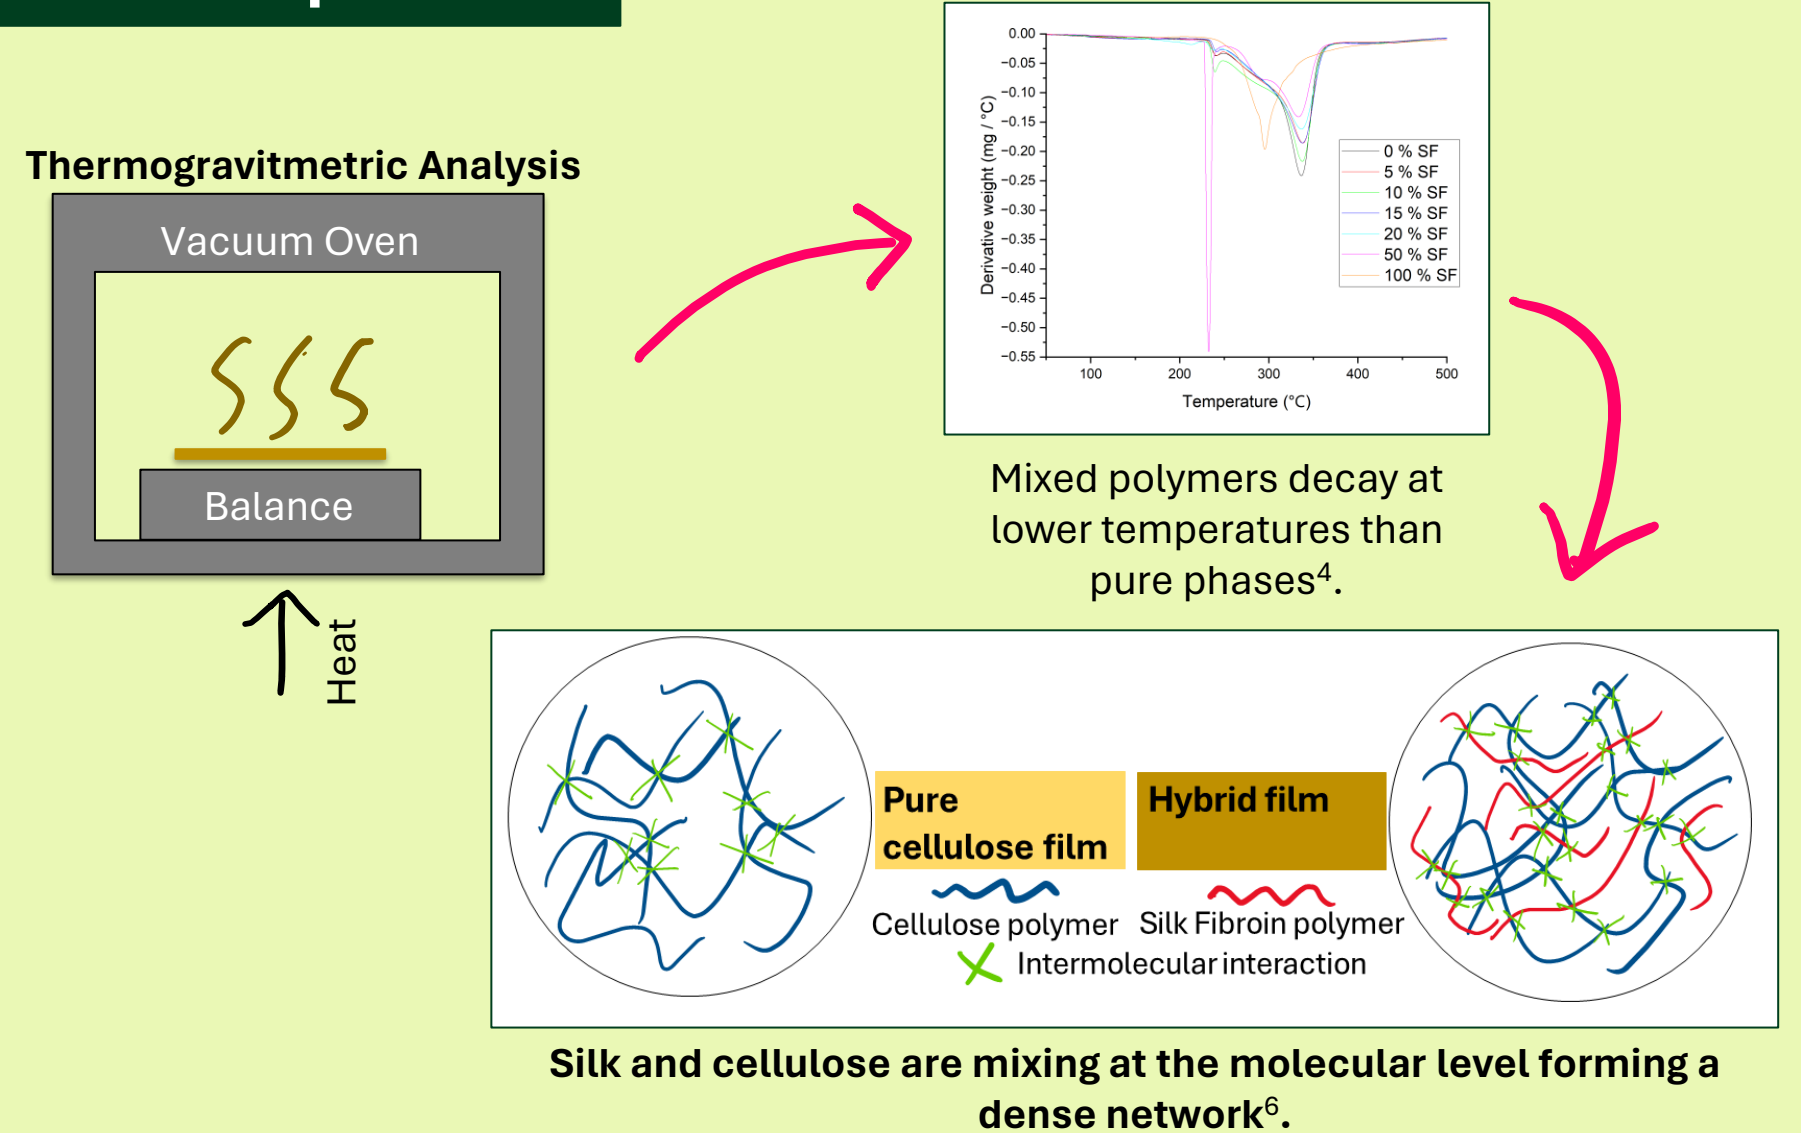 Thermogravitmetric Analysis
Vacuum Oven
Balance
Heat
Derivative weight (mg / °C)
0.00
−0.05
−0.10
−0.15
−0.20
−0.25
−0.30
−0.35
−0.40
−0.45
−0.50
−0.55
100 200 300 400 500
Temperature (°C)
0 % SF
5 % SF
10 % SF
15 % SF
20 % SF
50 % SF
100 % SF
Mixed polymers decay at
lower temperatures than
pure phases⁴.
Pure
cellulose film
Hybrid film
Cellulose polymer
Silk Fibroin polymer
Intermolecular interaction
Silk and cellulose are mixing at the molecular level forming a
dense network⁶.